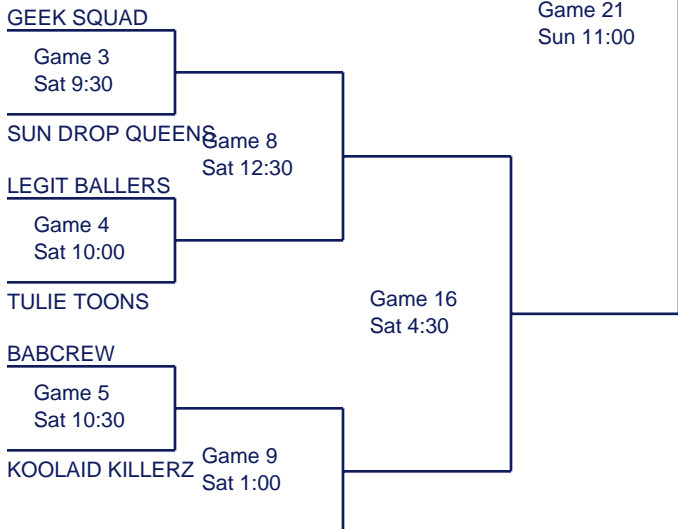 GEEK SQUAD
Game 21
Sun 11:00
Game 3
Sat 9:30
SUN DROP QUEENS
Game 8
Sat 12:30
LEGIT BALLERS
Game 4
Sat 10:00
TULIE TOONS
Game 16
Sat 4:30
BABCREW
Game 5
Sat 10:30
KOOLAID KILLERZ
Game 9
Sat 1:00